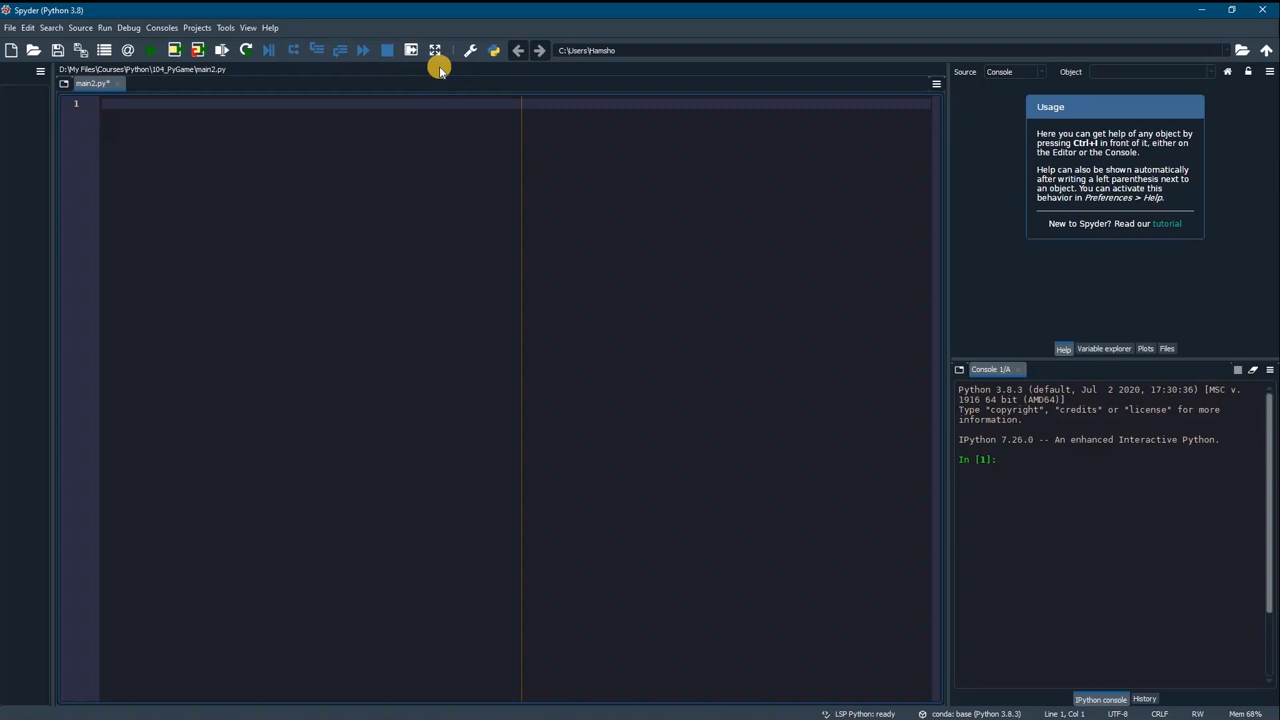 Spyder (Python 3.8)
File Edit Search Source Run Debug Consoles Projects Tools View Help
C:\Users\Hamsho
D:\My Files\Courses\Python\104_PyGame\main2.py
main2.py*
1
Source Console Object
Usage
Here you can get help of any object by
pressing Ctrl+I in front of it, either on
the Editor or the Console.
Help can also be shown automatically
after writing a left parenthesis next to
an object. You can activate this
behavior in Preferences > Help.
New to Spyder? Read our tutorial
Help Variable explorer Plots Files
Console 1/A
Python 3.8.3 (default, Jul 2 2020, 17:30:36) [MSC v.
1916 64 bit (AMD64)]
Type "copyright", "credits" or "license" for more
information.
IPython 7.26.0 -- An enhanced Interactive Python.
In [1]:
IPython console History
LSP Python: ready conda: base (Python 3.8.3) Line 1, Col 1 UTF-8 CRLF RW Mem 68%